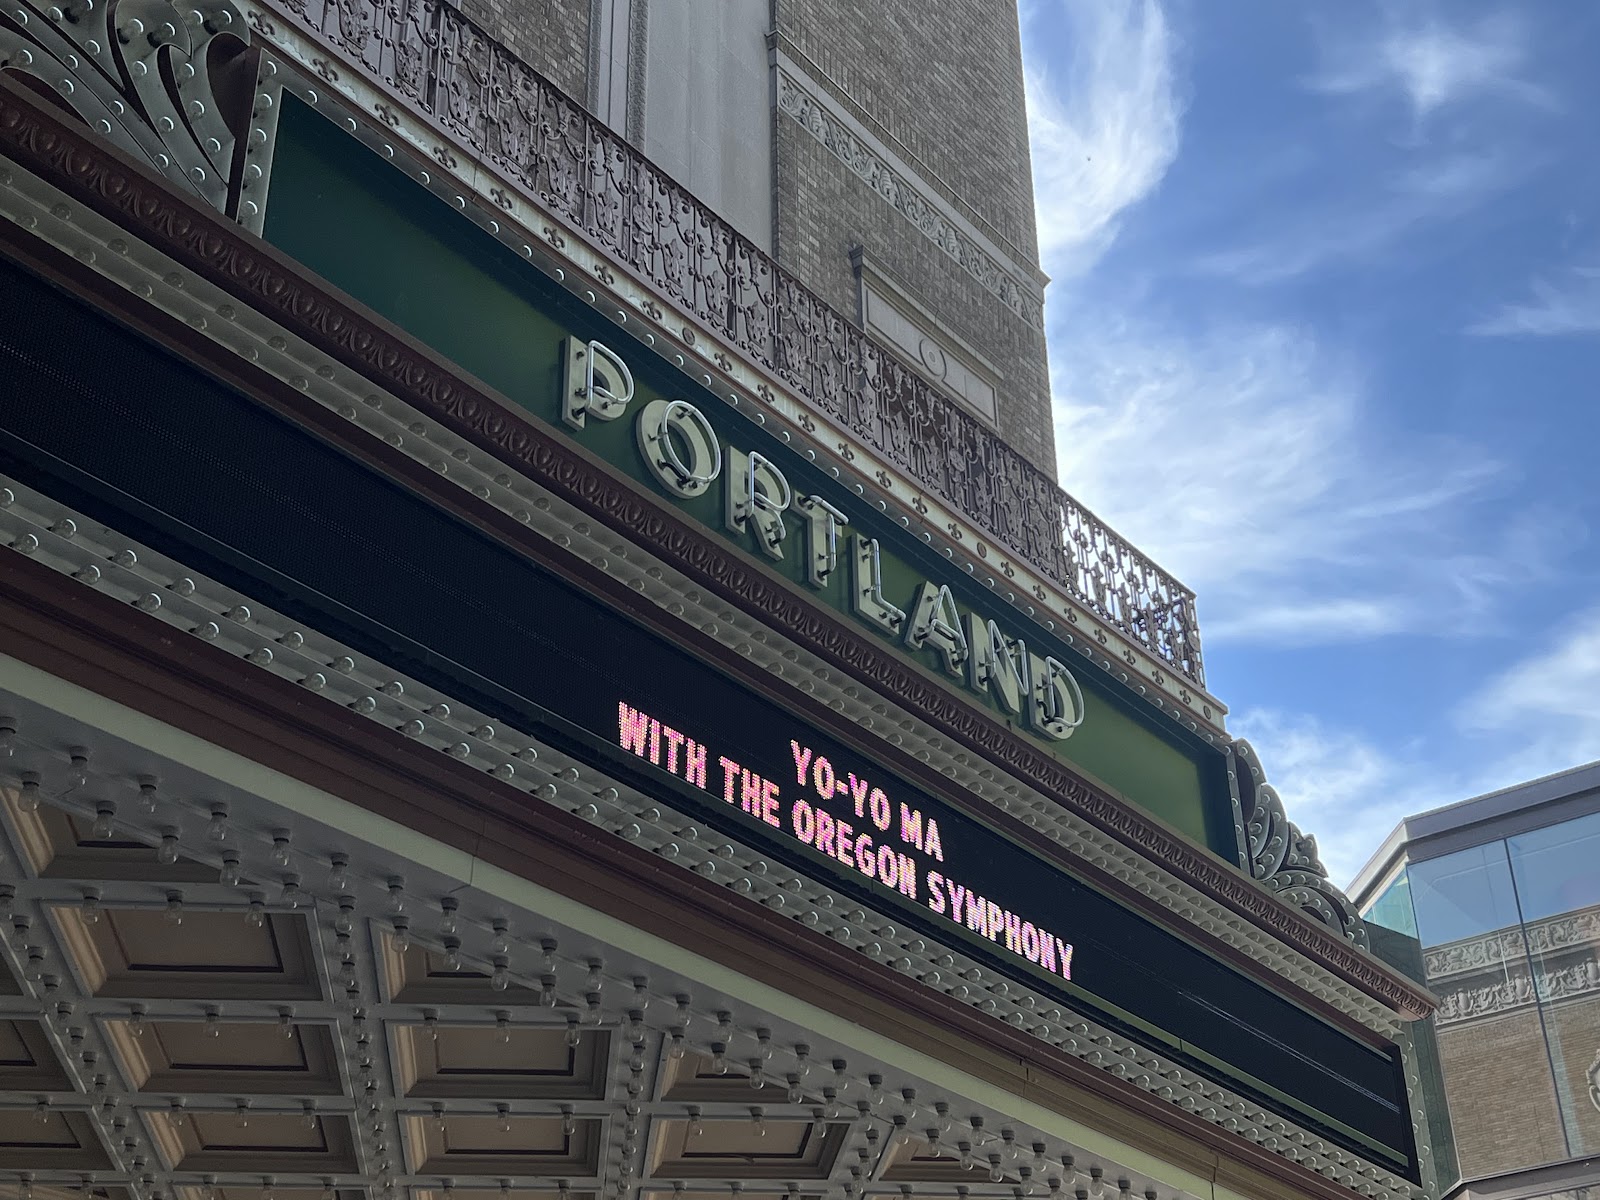 PORTLAND
YO-YO MA
WITH THE OREGON SYMPHONY